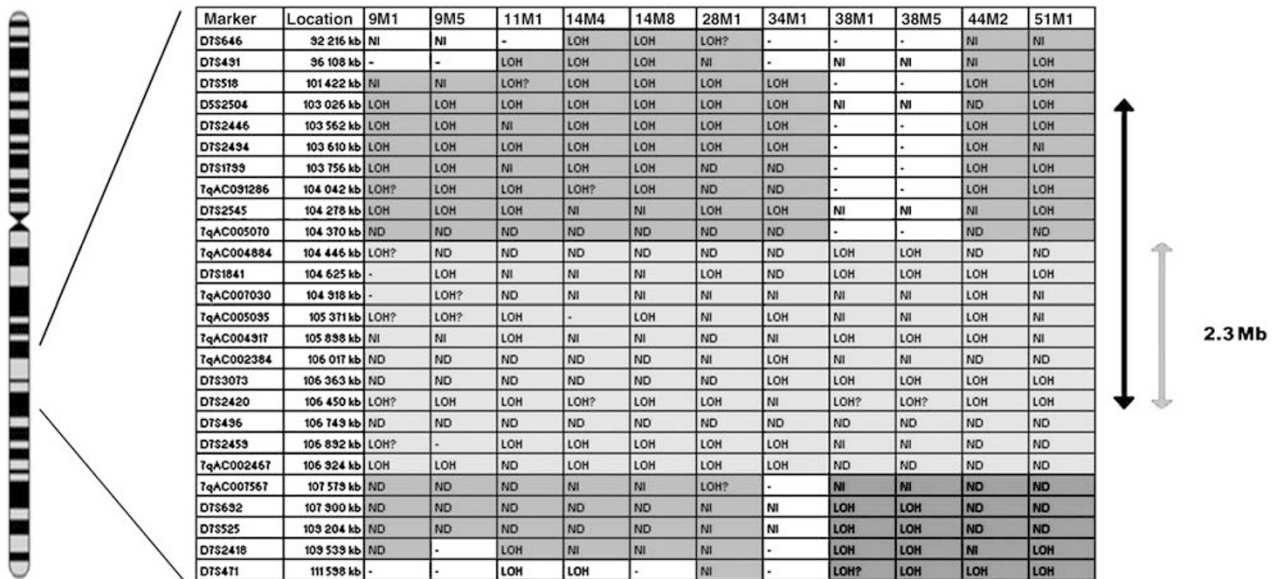 Marker Location 9M1 9M5 11M1 14M4 14M8 28M1 34M1 38M1 38M5 44M2 51M1
D7S646 92 216 kb NI NI - LOH LOH LOH? - - - NI NI
D7S491 96 108 kb - - LOH LOH LOH NI - NI NI NI LOH
D7S518 101 422 kb NI NI LOH? LOH LOH LOH LOH - - LOH LOH
D5S2504 103 026 kb LOH LOH LOH LOH LOH LOH LOH NI NI ND LOH
D7S2446 103 562 kb LOH LOH NI LOH LOH LOH LOH - - LOH LOH
D7S2494 103 610 kb LOH LOH LOH LOH LOH LOH LOH - - LOH NI
D7S1799 103 756 kb LOH LOH NI LOH LOH ND ND - - LOH LOH
7qAC091286 104 042 kb LOH? LOH LOH LOH? LOH ND ND - - LOH LOH
D7S2545 104 278 kb LOH LOH LOH NI NI LOH LOH NI NI NI LOH
7qAC005070 104 370 kb ND ND ND ND ND ND ND - - ND ND
7qAC004884 104 446 kb LOH? ND ND ND ND ND ND LOH LOH ND ND
D7S1841 104 625 kb - LOH NI NI NI LOH ND LOH LOH LOH LOH
7qAC007030 104 918 kb - LOH? ND NI NI NI NI NI NI LOH NI
7qAC005095 105 371 kb LOH? LOH? LOH - LOH NI LOH NI NI LOH NI
7qAC004917 105 898 kb NI NI LOH NI NI ND NI LOH LOH LOH NI
7qAC002384 106 017 kb ND ND ND ND ND NI LOH NI NI ND ND
D7S3073 106 363 kb ND ND ND ND ND ND LOH LOH LOH LOH LOH
D7S2420 106 450 kb LOH? LOH LOH LOH? LOH LOH NI LOH? LOH? LOH LOH
D7S496 106 749 kb ND ND ND ND ND ND ND ND ND ND ND
D7S2459 106 892 kb LOH? - LOH LOH LOH LOH LOH NI NI ND ND
7qAC002467 106 924 kb LOH LOH ND LOH LOH LOH LOH ND ND ND ND
7qAC007567 107 579 kb ND ND ND NI NI LOH? - NI NI ND ND
D7S692 107 900 kb ND ND ND ND ND NI NI LOH LOH ND ND
D7S525 109 204 kb ND ND ND ND ND NI NI LOH LOH ND ND
D7S2418 109 539 kb ND - LOH NI NI NI - LOH LOH NI LOH
D7S471 111 598 kb - - LOH LOH - NI - LOH? LOH LOH LOH
2.3 Mb